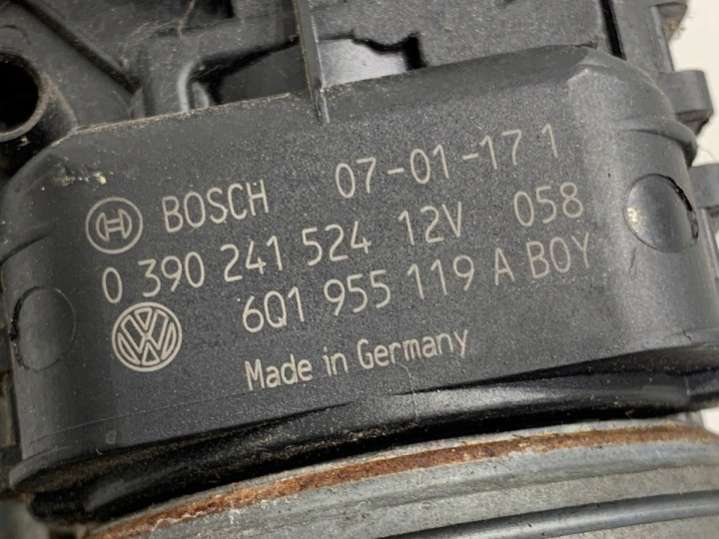 BOSCH 07-01-17 1
0 390 241 524 12V 058
6Q1 955 119 A BOY
Made in Germany